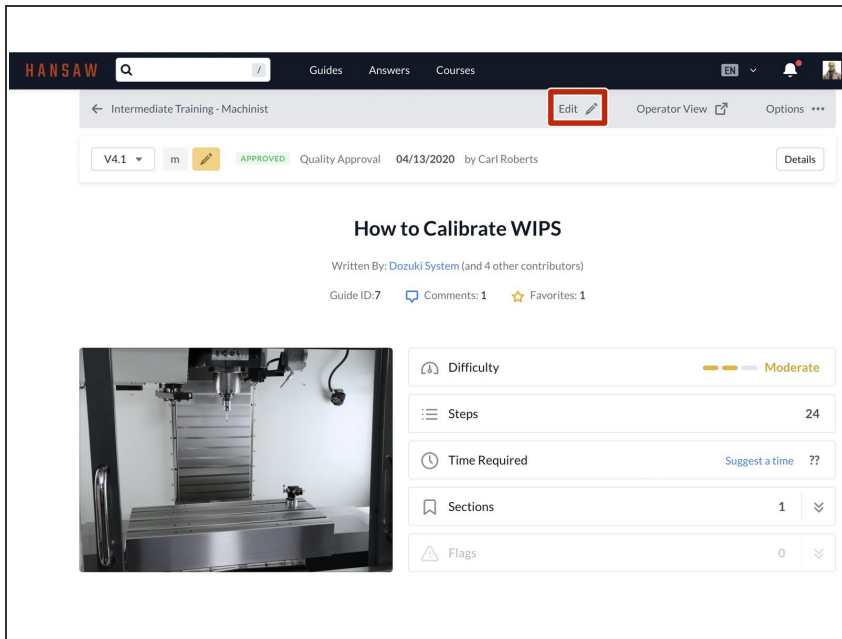 HANSAW / Guides Answers Courses EN
Intermediate Training - Machinist Edit Operator View Options
V4.1 m APPROVED Quality Approval 04/13/2020 by Carl Roberts Details
How to Calibrate WIPS
Written By: Dozuki System (and 4 other contributors)
Guide ID:7 Comments: 1 Favorites: 1
Difficulty Moderate
Steps 24
Time Required Suggest a time ??
Sections 1
Flags 0